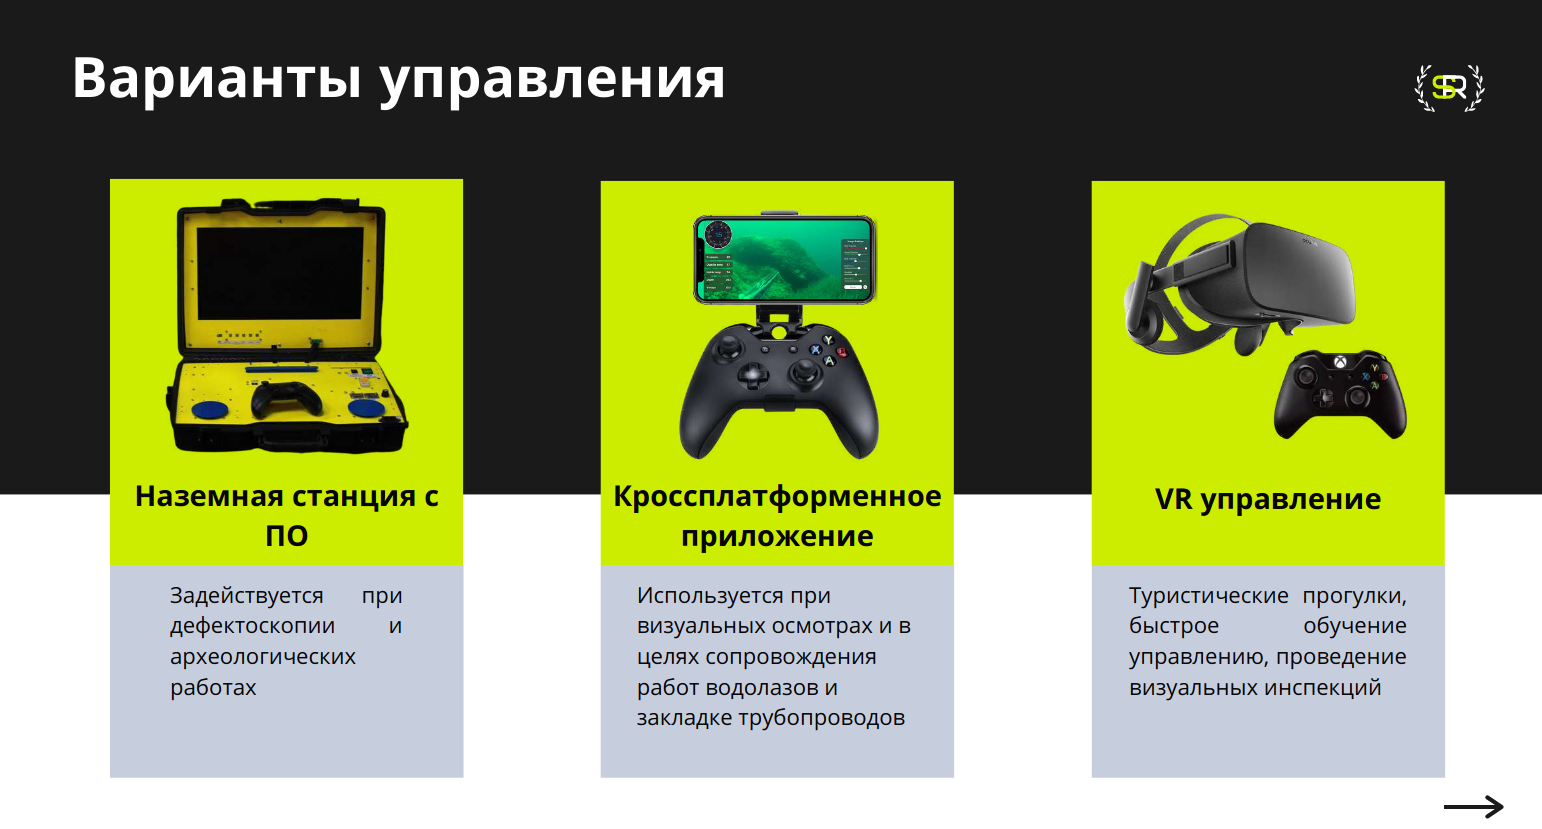 Варианты управления
SR
Наземная станция с
ПО
Задействуется при
дефектоскопии и
археологических
работах
Y
X
B
A
Кроссплатформенное
приложение
Используется при
визуальных осмотрах и в
целях сопровождения
работ водолазов и
закладке трубопроводов
Y
X
B
A
VR управление
Туристические прогулки,
быстрое обучение
управлению, проведение
визуальных инспекций